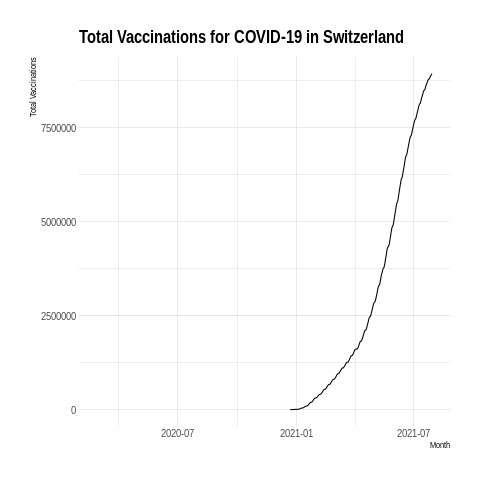 Total Vaccinations for COVID-19 in Switzerland
Total Vaccinations
7500000
5000000
2500000
0
2020-07
2021-01
2021-07
Month